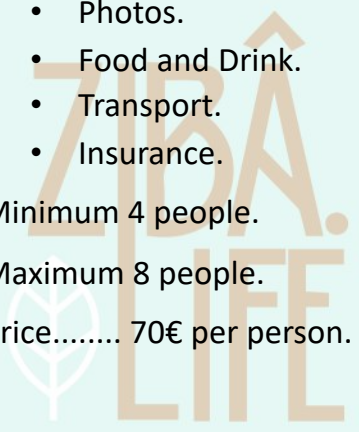 • Photos.
• Food and Drink.
• Transport.
• Insurance.
Minimum 4 people.
Maximum 8 people.
rice........ 70€ per person.
ZIBÂ.
LIFE